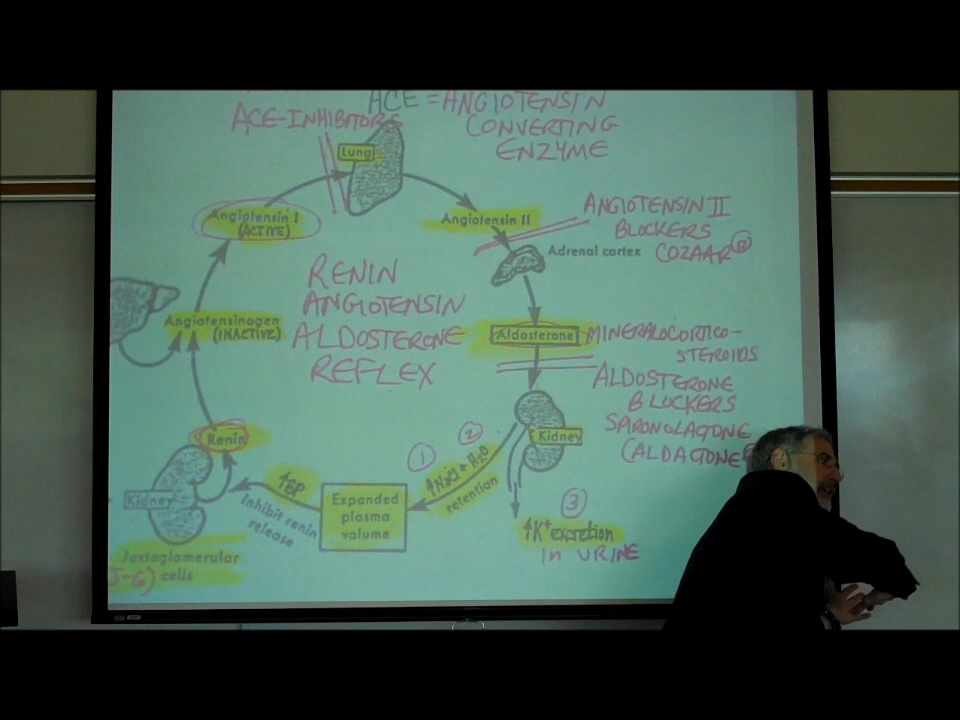 ACE = ANGIOTENSIN
CONVERTING
ENZYME
ACE-INHIBITORS
Lung
Angiotensin I
(ACTIVE)
Angiotensin II
ANGIOTENSIN II
BLOCKERS
COZAAR®
Adrenal cortex
RENIN
ANGIOTENSIN
ALDOSTERONE
REFLEX
Angiotensinogen
(INACTIVE)
Aldosterone
MINERALOCORTICO-
STEROIDS
ALDOSTERONE
BLOCKERS
SPIRONOLACTONE
(ALDACTONE
Renin
Kidney
Kidney
1
2
↑NaCl + H2O
retention
Expanded
plasma
volume
↑BP
Inhibit renin
release
3
↑K+ excretion
in URINE
Juxtaglomerular
(J-G) cells